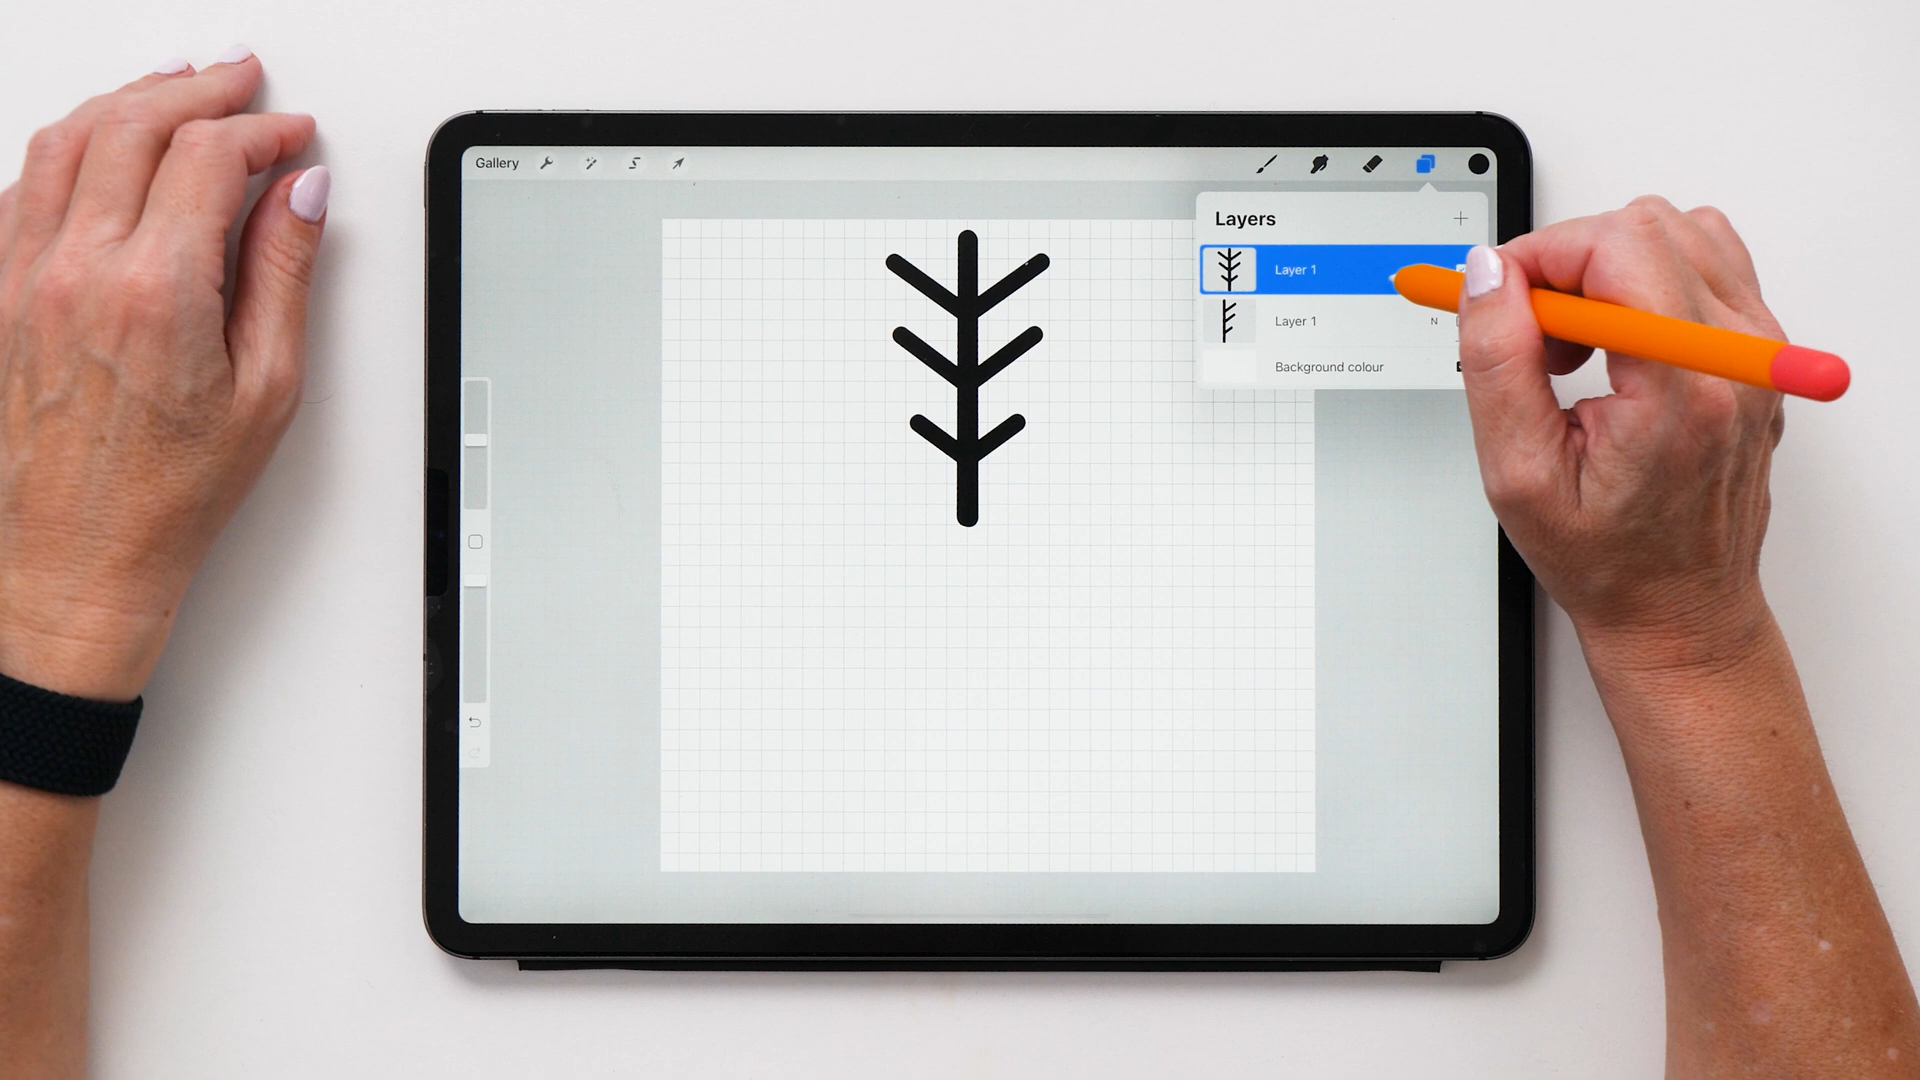 Gallery
Layers
Layer 1
Layer 1 N
Background colour